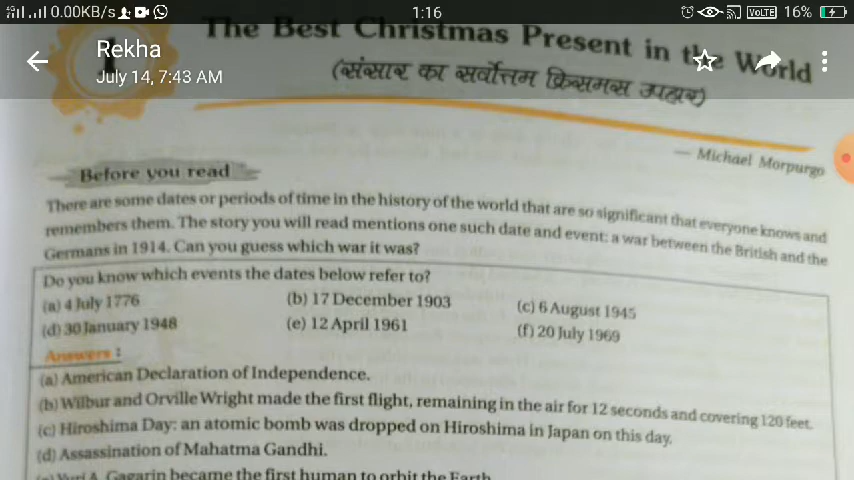 4G 0.00KB/s 1:16 VOLTE 16%
Rekha
July 14, 7:43 AM
1
The Best Christmas Present in the World
(संसार का सर्वोत्तम क्रिसमस उपहार)
— Michael Morpurgo
Before you read
There are some dates or periods of time in the history of the world that are so significant that everyone knows and
remembers them. The story you will read mentions one such date and event: a war between the British and the
Germans in 1914. Can you guess which war it was?
Do you know which events the dates below refer to?
(a) 4 July 1776 (b) 17 December 1903 (c) 6 August 1945
(d) 30 January 1948 (e) 12 April 1961 (f) 20 July 1969
Answers :
(a) American Declaration of Independence.
(b) Wilbur and Orville Wright made the first flight, remaining in the air for 12 seconds and covering 120 feet.
(c) Hiroshima Day: an atomic bomb was dropped on Hiroshima in Japan on this day.
(d) Assassination of Mahatma Gandhi.
(e) Yuri A. Gagarin became the first human to orbit the Earth.